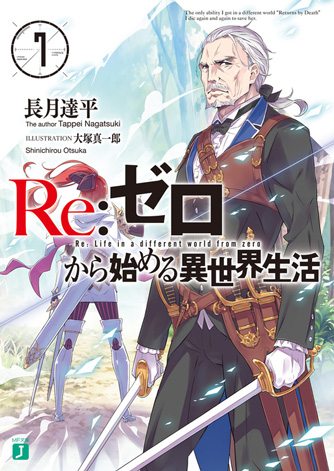 The only ability I got in a different world "Returns by Death"
I die again and again to save her.
7
長月達平
The author Tappei Nagatsuki
ILLUSTRATION 大塚真一郎
Shinichirou Otsuka
Re:ゼロ
Re: Life in a different world from zero
から始める異世界生活
MF文庫
J